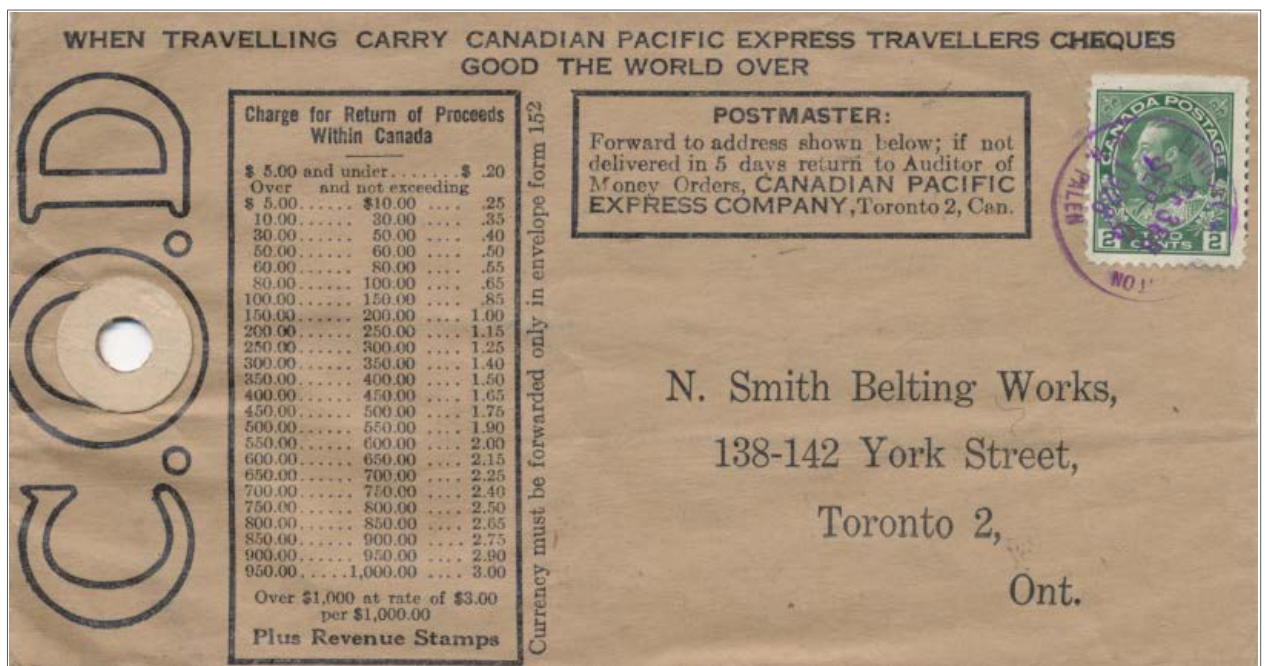 WHEN TRAVELLING CARRY CANADIAN PACIFIC EXPRESS TRAVELLERS CHEQUES
GOOD THE WORLD OVER
C.O.D
Charge for Return of Proceeds
Within Canada
$ 5.00 and under.......$ .20
Over and not exceeding
$ 5.00...... $10.00 .... .25
10.00...... 30.00 .... .35
30.00...... 50.00 .... .40
50.00...... 60.00 .... .50
60.00...... 80.00 .... .55
80.00...... 100.00 .... .65
100.00...... 150.00 .... .85
150.00...... 200.00 .... 1.00
200.00...... 250.00 .... 1.15
250.00...... 300.00 .... 1.25
300.00...... 350.00 .... 1.40
350.00...... 400.00 .... 1.50
400.00...... 450.00 .... 1.65
450.00...... 500.00 .... 1.75
500.00...... 550.00 .... 1.90
550.00...... 600.00 .... 2.00
600.00...... 650.00 .... 2.15
650.00...... 700.00 .... 2.25
700.00...... 750.00 .... 2.40
750.00...... 800.00 .... 2.50
800.00...... 850.00 .... 2.65
850.00...... 900.00 .... 2.75
900.00...... 950.00 .... 2.90
950.00......1,000.00 .... 3.00
Over $1,000 at rate of $3.00
per $1,000.00
Plus Revenue Stamps
Currency must be forwarded only in envelope form 152
POSTMASTER:
Forward to address shown below; if not
delivered in 5 days return to Auditor of
Money Orders, CANADIAN PACIFIC
EXPRESS COMPANY, Toronto 2, Can.
CANADA POSTAGE
2 TWO CENTS 2
PALEN
N. Smith Belting Works,
138-142 York Street,
Toronto 2,
Ont.